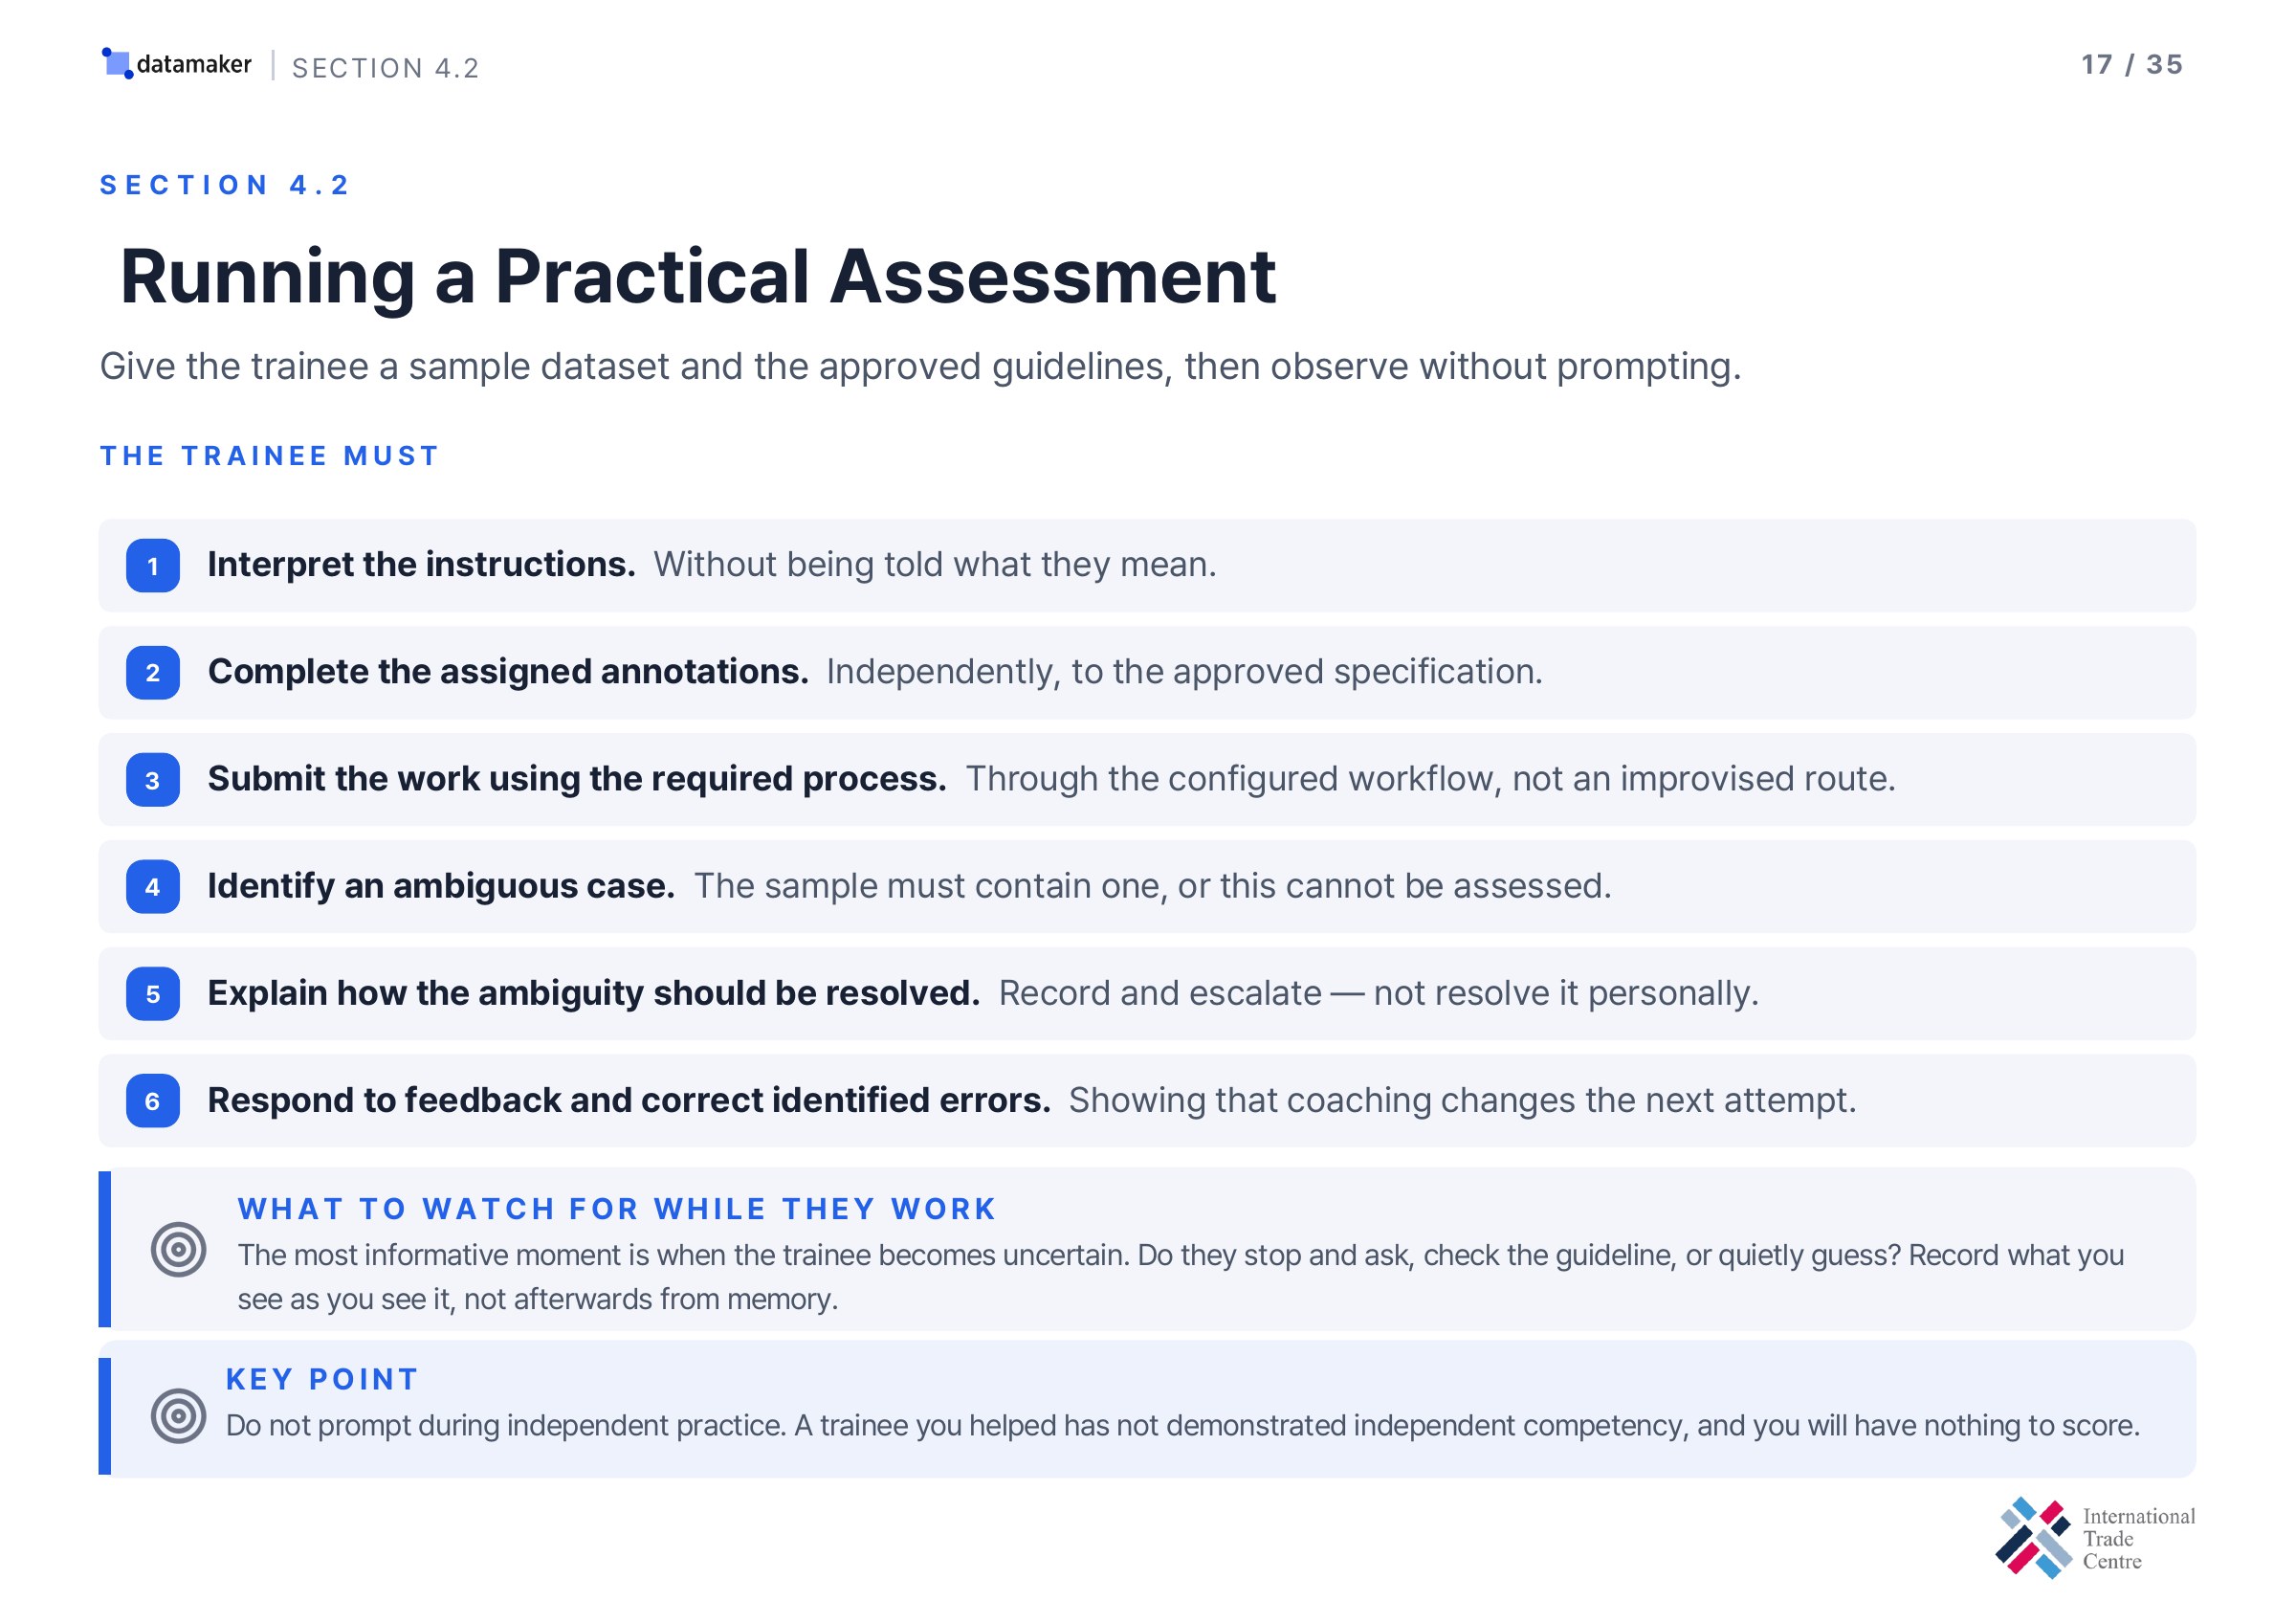 datamaker
SECTION 4.2
17 / 35
SECTION 4.2
Running a Practical Assessment
Give the trainee a sample dataset and the approved guidelines, then observe without prompting.
THE TRAINEE MUST
1 Interpret the instructions. Without being told what they mean.
2 Complete the assigned annotations. Independently, to the approved specification.
3 Submit the work using the required process. Through the configured workflow, not an improvised route.
4 Identify an ambiguous case. The sample must contain one, or this cannot be assessed.
5 Explain how the ambiguity should be resolved. Record and escalate — not resolve it personally.
6 Respond to feedback and correct identified errors. Showing that coaching changes the next attempt.
WHAT TO WATCH FOR WHILE THEY WORK
The most informative moment is when the trainee becomes uncertain. Do they stop and ask, check the guideline, or quietly guess? Record what you
see as you see it, not afterwards from memory.
KEY POINT
Do not prompt during independent practice. A trainee you helped has not demonstrated independent competency, and you will have nothing to score.
International
Trade
Centre